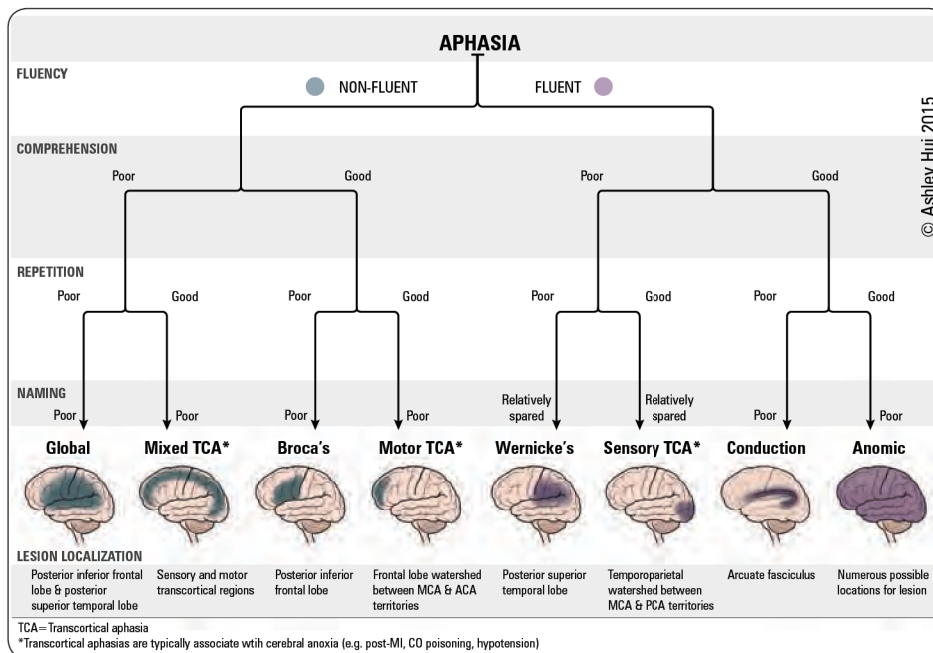 APHASIA
FLUENCY
NON-FLUENT FLUENT
© Ashley Hui 2015
COMPREHENSION
Poor Good Poor Good
REPETITION
Poor Good Poor Good Poor Good Poor Good
NAMING
Poor Poor Poor Poor Relatively spared Relatively spared Poor Poor
Global Mixed TCA* Broca's Motor TCA* Wernicke's Sensory TCA* Conduction Anomic
LESION LOCALIZATION
Posterior inferior frontal
lobe & posterior
superior temporal lobe
Sensory and motor
transcortical regions
Posterior inferior
frontal lobe
Frontal lobe watershed
between MCA & ACA
territories
Posterior superior
temporal lobe
Temporoparietal
watershed between
MCA & PCA territories
Arcuate fasciculus
Numerous possible
locations for lesion
TCA=Transcortical aphasia
*Transcortical aphasias are typically associate wtih cerebral anoxia (e.g. post-MI, CO poisoning, hypotension)